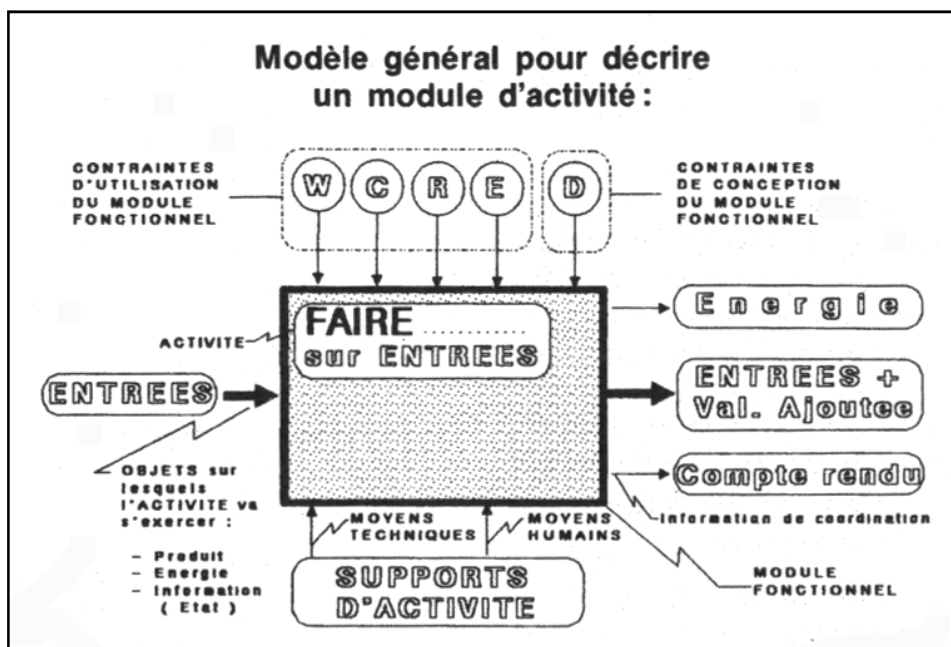 Modèle général pour décrire
un module d'activité :
CONTRAINTES
D'UTILISATION
DU MODULE
FONCTIONNEL
W C R E D
CONTRAINTES
DE CONCEPTION
DU MODULE
FONCTIONNEL
ACTIVITE
FAIRE ............
sur ENTREES
Energie
ENTREES
ENTREES +
Val. Ajoutee
Compte rendu
OBJETS sur
lesquels
l'ACTIVITE va
s'exercer :
- Produit
- Energie
- Information
( Etat )
MOYENS
TECHNIQUES
MOYENS
HUMAINS
Information de coordination
SUPPORTS
D'ACTIVITE
MODULE
FONCTIONNEL